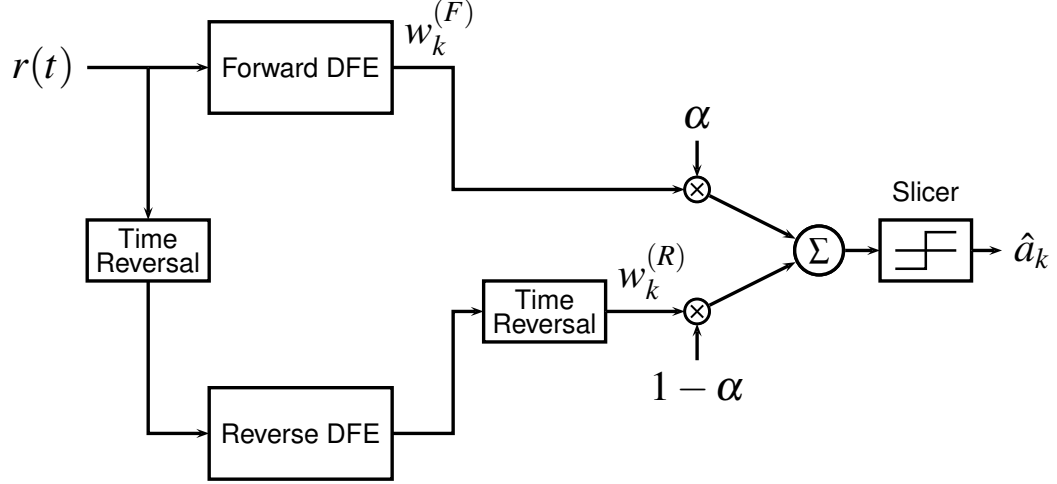 r(t)
Forward DFE
w_k^{(F)}
α
×
Slicer
Time
Reversal
Σ
â_k
w_k^{(R)}
Time
Reversal
×
1 − α
Reverse DFE